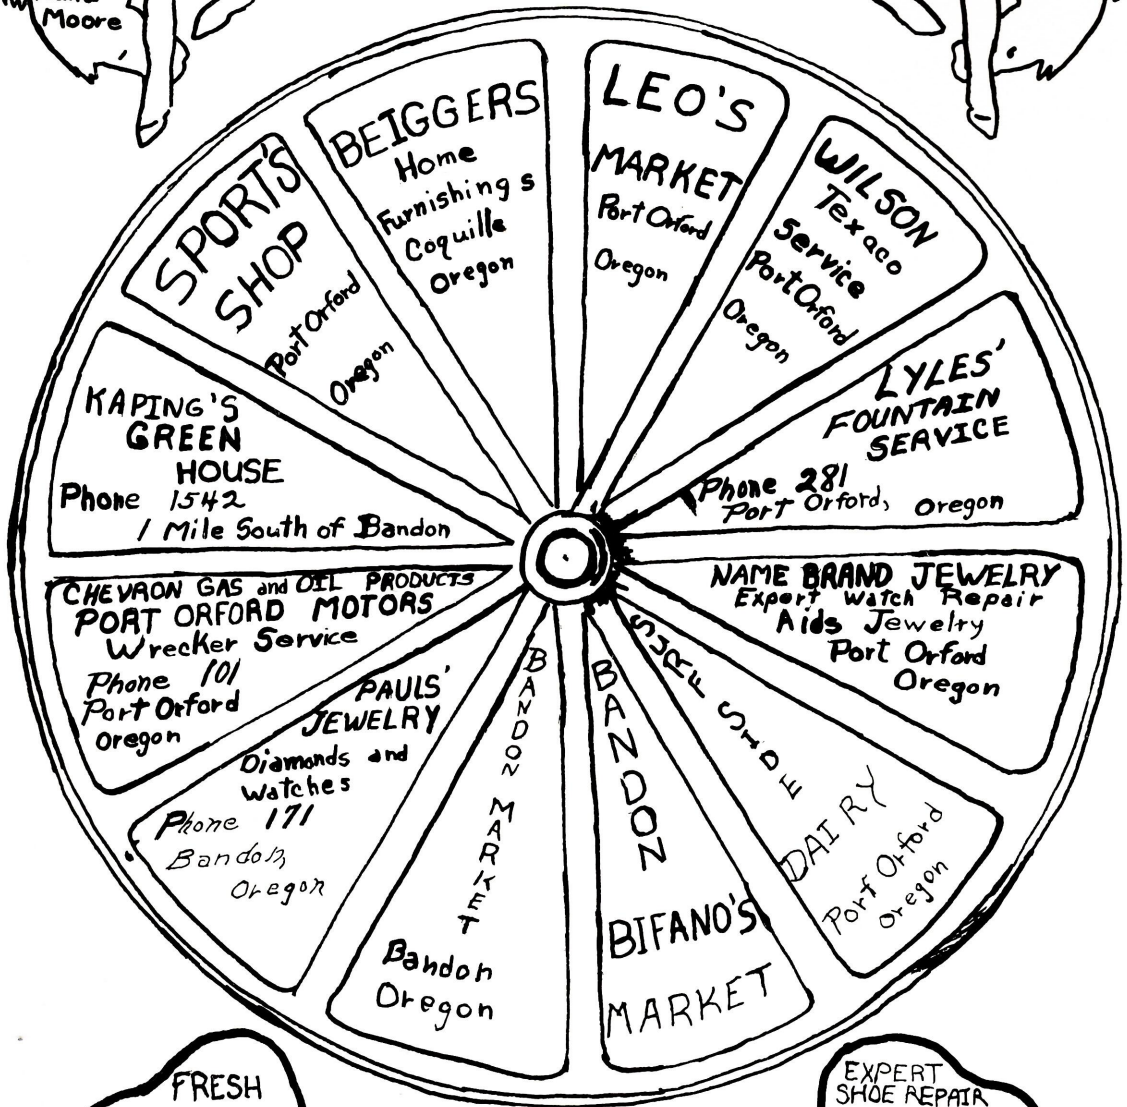 Moore
LEO'S
MARKET
Port Orford
Oregon
WILSON
Texaco
Service
Port Orford
Oregon
LYLES'
FOUNTAIN
SERVICE
Phone 281
Port Orford, Oregon
NAME BRAND JEWELRY
Expert Watch Repair
Aids Jewelry
Port Orford
Oregon
SURF SIDE
DAIRY
Port Orford
Oregon
BANDON
BIFANO'S
MARKET
BANDON MARKET
Bandon
Oregon
PAULS'
JEWELRY
Diamonds and
Watches
Phone 171
Bandon,
Oregon
CHEVRON GAS and OIL PRODUCTS
PORT ORFORD MOTORS
Wrecker Service
Phone 101
Port Orford
Oregon
KAPING'S
GREEN
HOUSE
Phone 1542
1 Mile South of Bandon
SPORT'S
SHOP
Port Orford
Oregon
BEIGGERS
Home
Furnishings
Coquille
Oregon
FRESH
EXPERT
SHOE REPAIR